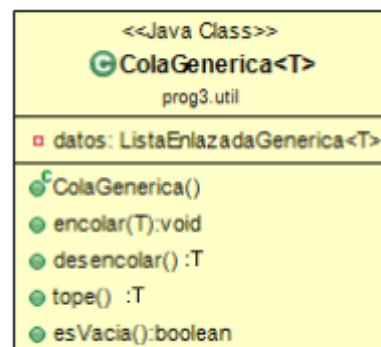 <<Java Class>>
ColaGenerica<T>
prog3.util
datos: ListaEnlazadaGenerica<T>
ColaGenerica()
encolar(T):void
desencolar() :T
tope() :T
esVacia():boolean